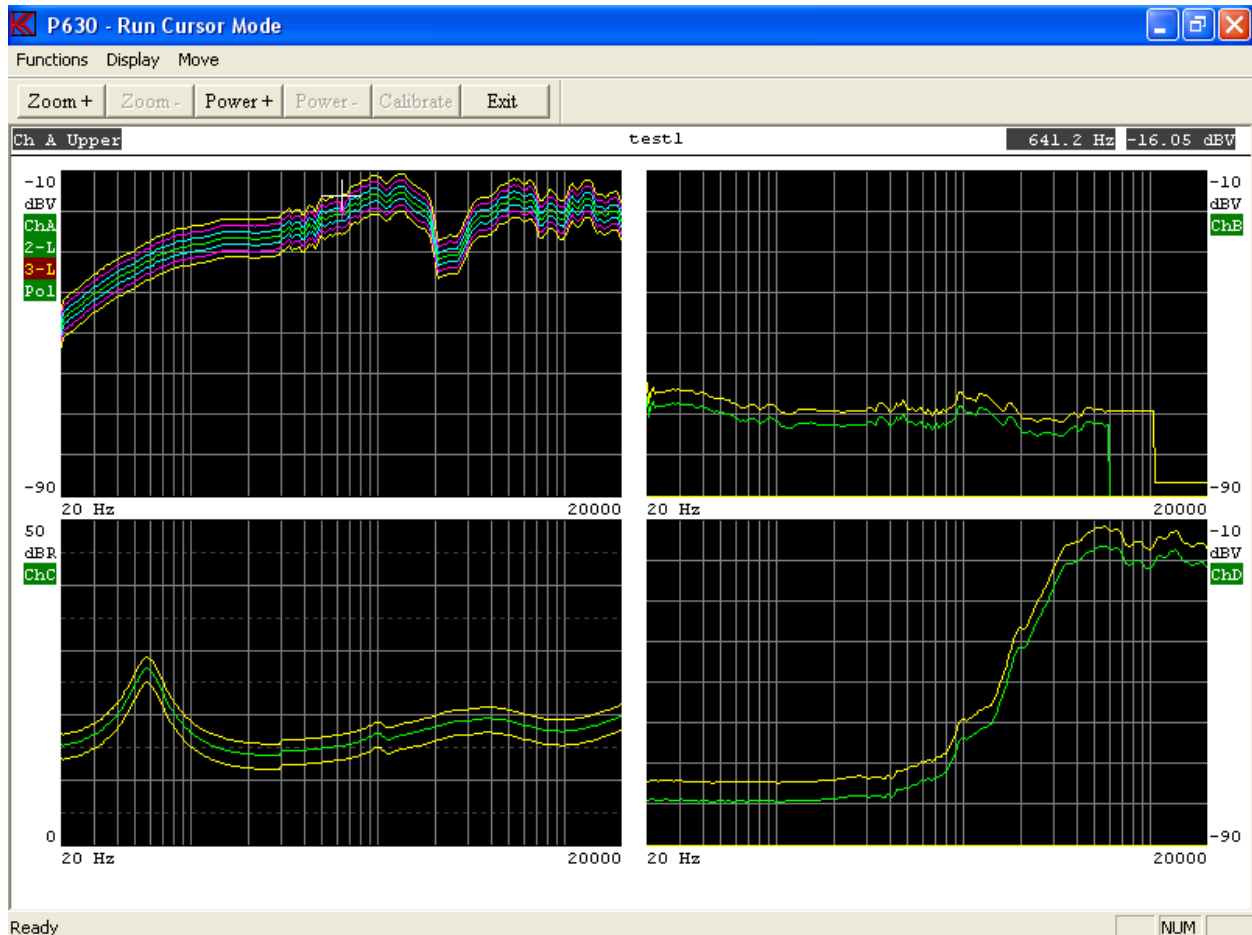 P630 - Run Cursor Mode
Functions Display Move
Zoom + Zoom - Power + Power - Calibrate Exit
Ch A Upper test1 641.2 Hz -16.05 dBV
-10
dBV
ChA
2-L
3-L
Pol
-90
20 Hz 20000
-10
dBV
ChB
-90
20 Hz 20000
50
dBR
ChC
0
20 Hz 20000
-10
dBV
ChD
-90
20 Hz 20000
Ready NUM